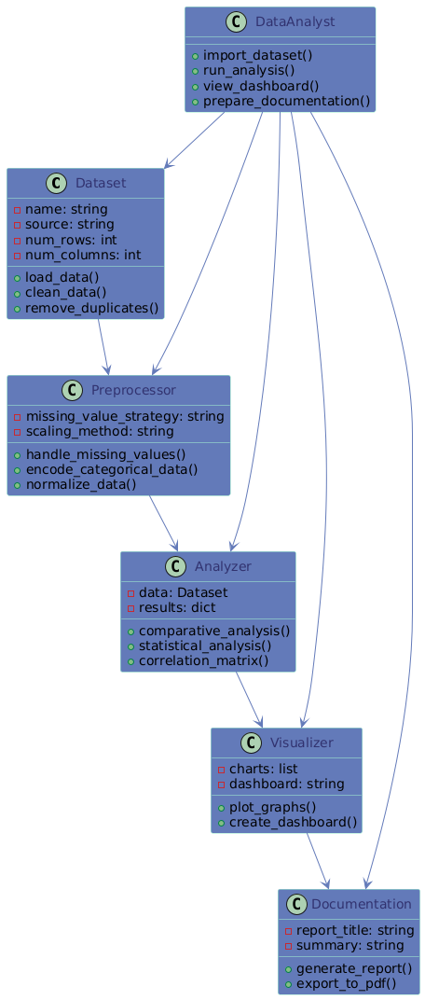 C DataAnalyst
import_dataset()
run_analysis()
view_dashboard()
prepare_documentation()
C Dataset
name: string
source: string
num_rows: int
num_columns: int
load_data()
clean_data()
remove_duplicates()
C Preprocessor
missing_value_strategy: string
scaling_method: string
handle_missing_values()
encode_categorical_data()
normalize_data()
C Analyzer
data: Dataset
results: dict
comparative_analysis()
statistical_analysis()
correlation_matrix()
C Visualizer
charts: list
dashboard: string
plot_graphs()
create_dashboard()
C Documentation
report_title: string
summary: string
generate_report()
export_to_pdf()